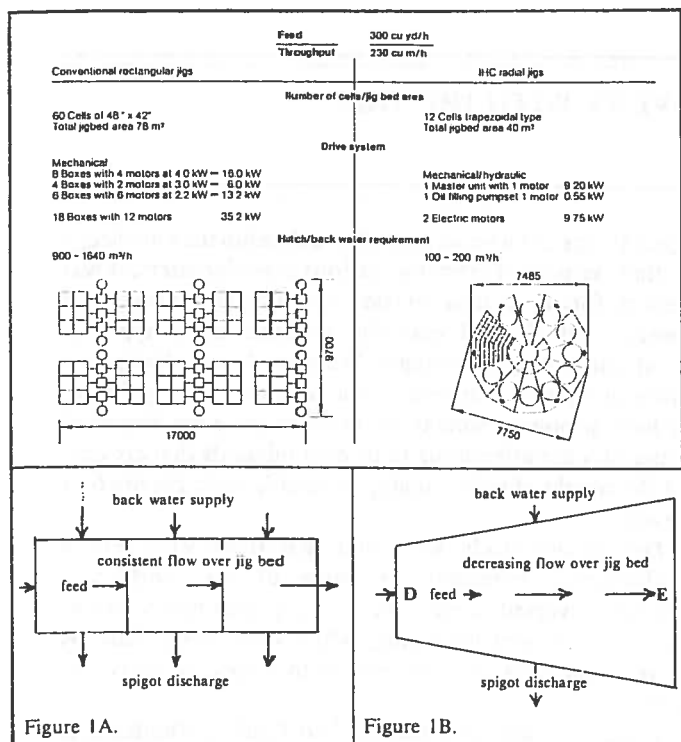 Feed 300 cu yd/h
Throughput 230 cu m/h
Conventional rectangular jigs
IHC radial jigs
Number of cells/jig bed area
60 Cells of 48" x 42"
Total jigbed area 78 m²
12 Cells trapezoidal type
Total jigbed area 40 m²
Drive system
Mechanical
8 Boxes with 4 motors at 4.0 kW – 16.0 kW
4 Boxes with 2 motors at 3.0 kW – 6.0 kW
6 Boxes with 6 motors at 2.2 kW – 13.2 kW
18 Boxes with 12 motors 35.2 kW
Mechanical/hydraulic
1 Master unit with 1 motor 9.20 kW
1 Oil filling pumpset 1 motor 0.55 kW
2 Electric motors 9.75 kW
Hutch/back water requirement
900 – 1640 m³/h
100 – 200 m³/h
7485
9700
17000
7750
back water supply
consistent flow over jig bed
feed
spigot discharge
Figure 1A.
back water supply
decreasing flow over jig bed
D feed E
spigot discharge
Figure 1B.